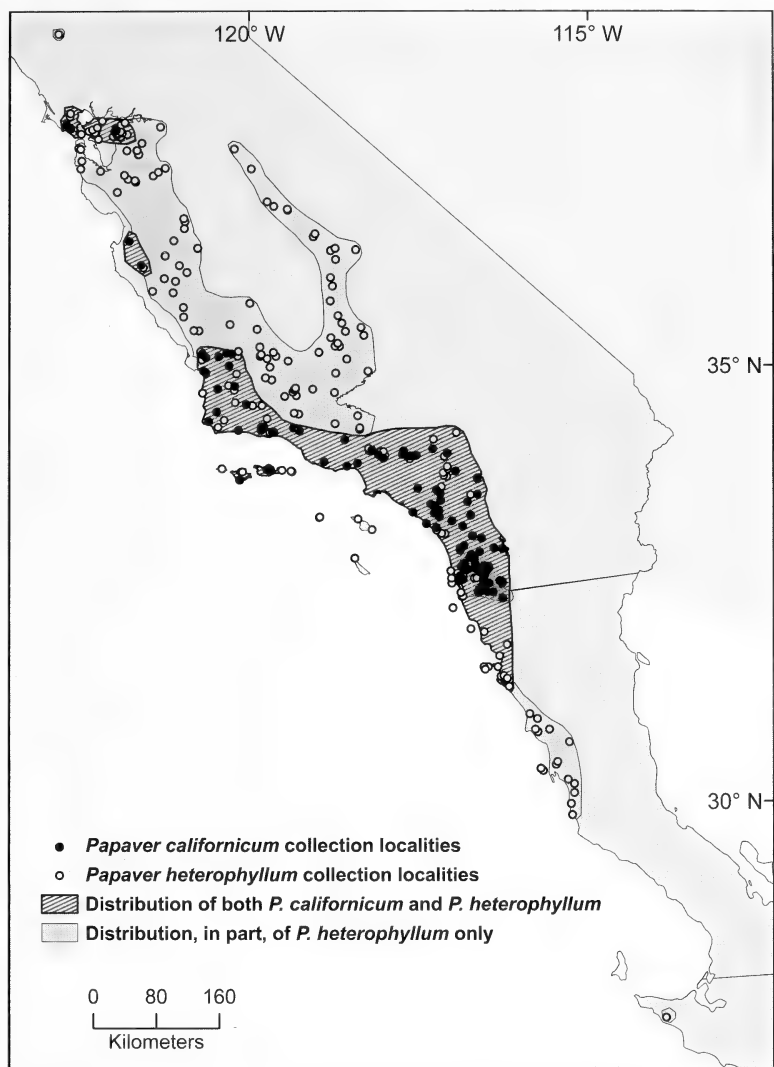 120° W 115° W
35° N
30° N
Papaver californicum collection localities
Papaver heterophyllum collection localities
Distribution of both P. californicum and P. heterophyllum
Distribution, in part, of P. heterophyllum only
0 80 160
Kilometers